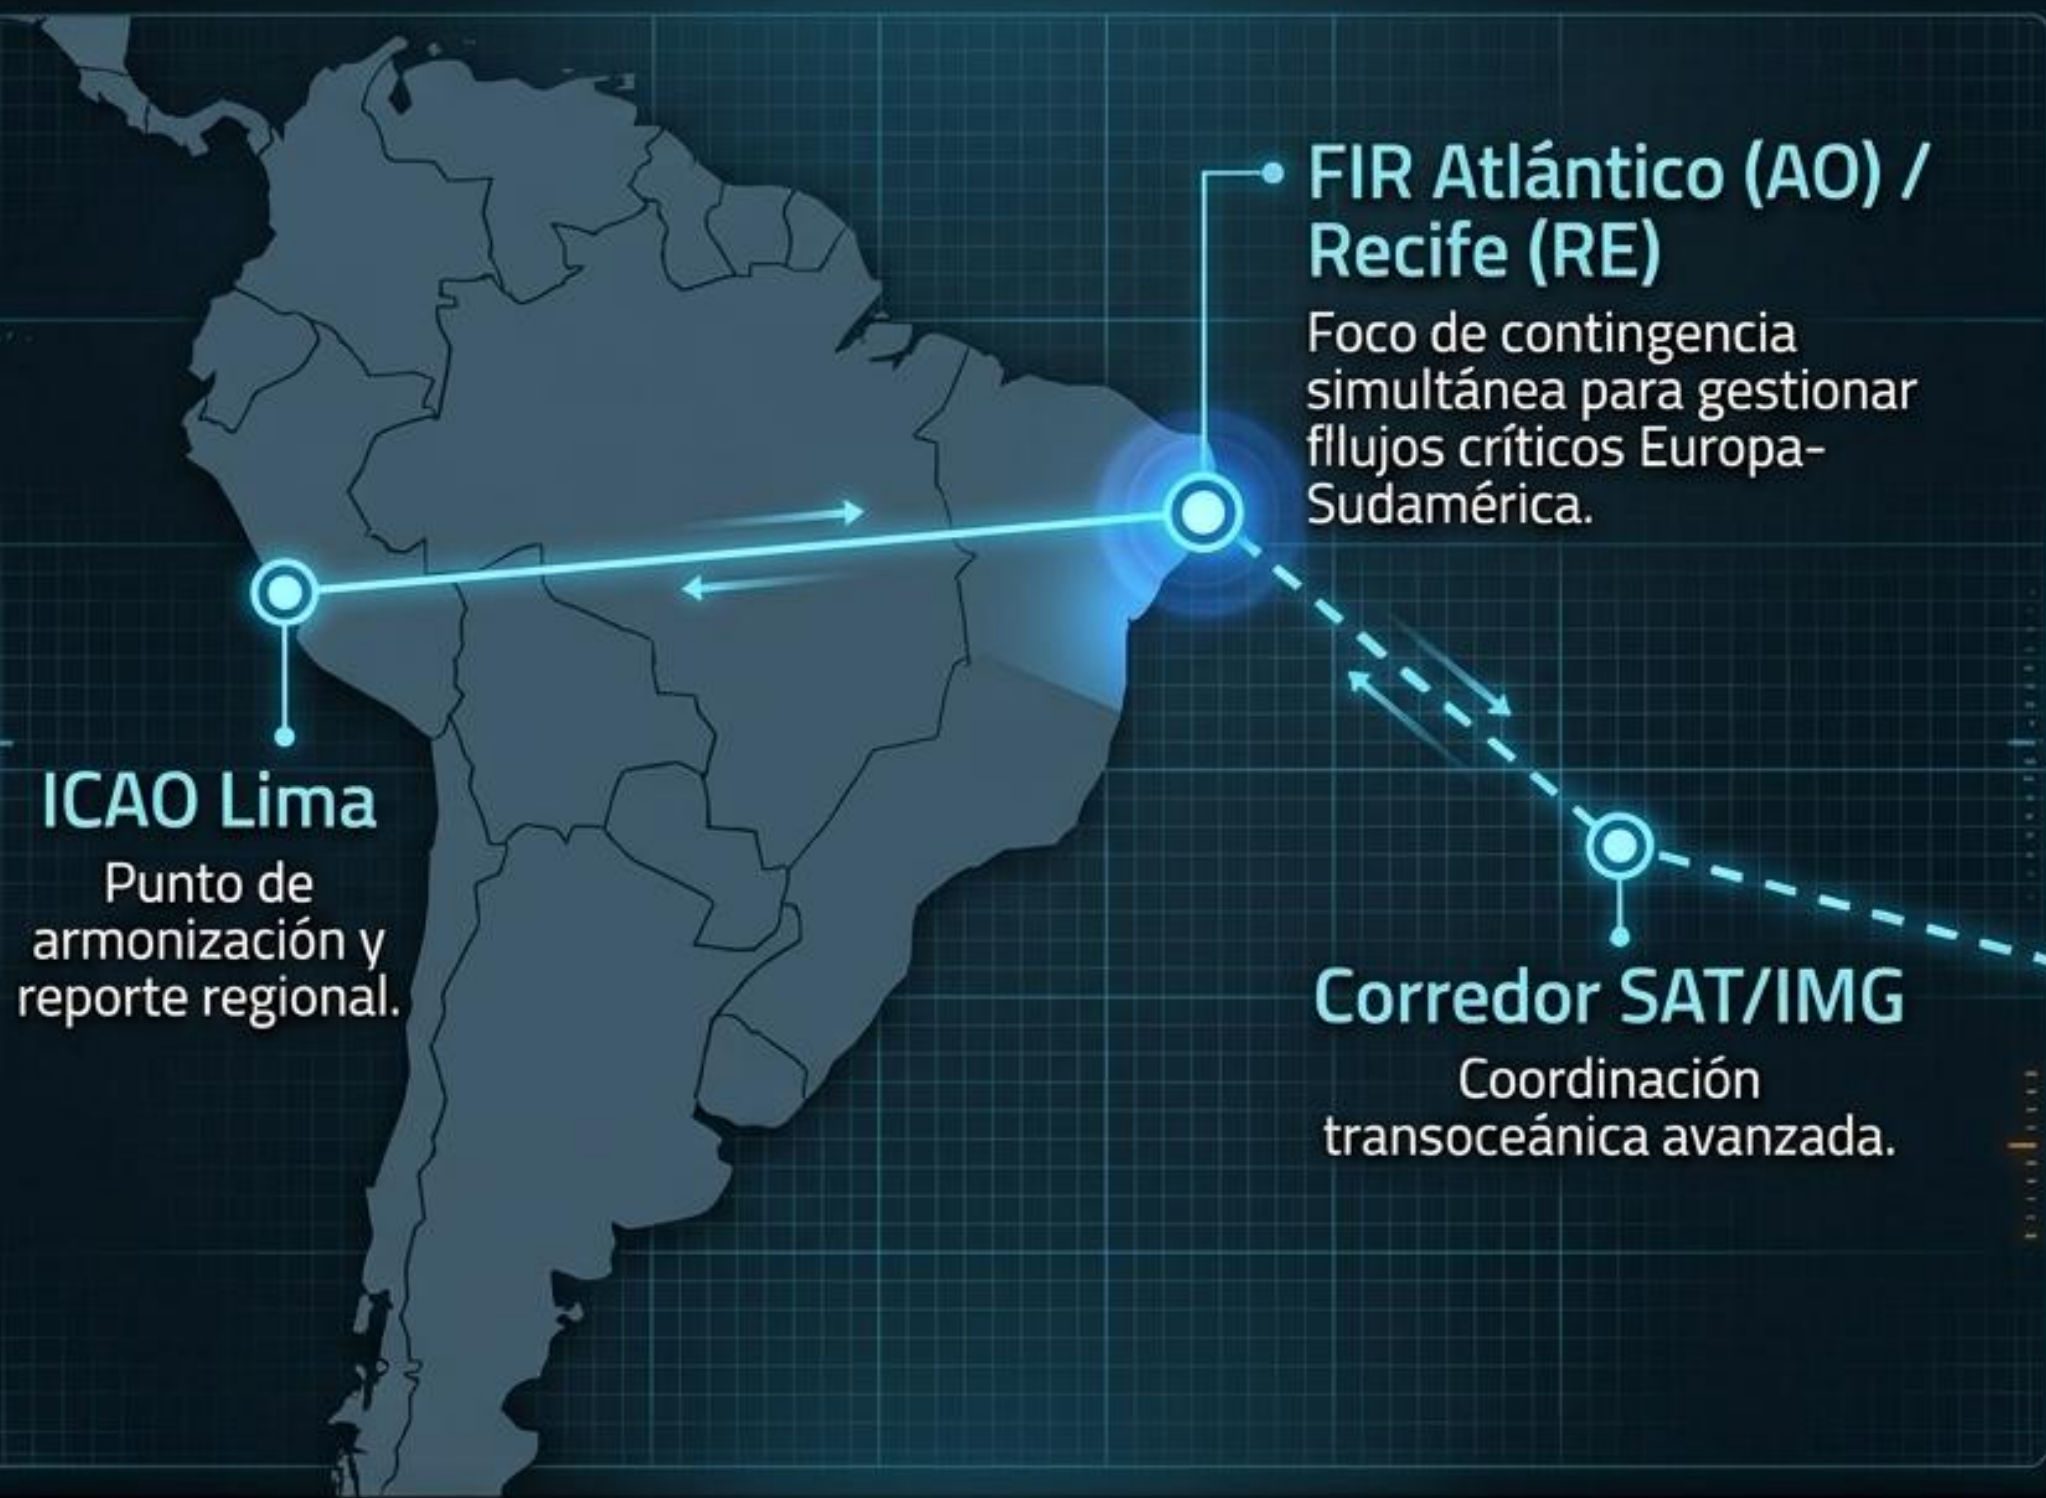 FIR Atlántico (AO) /
Recife (RE)
Foco de contingencia
simultánea para gestionar
fllujos críticos Europa-
Sudamérica.
ICAO Lima
Punto de
armonización y
reporte regional.
Corredor SAT/IMG
Coordinación
transoceánica avanzada.